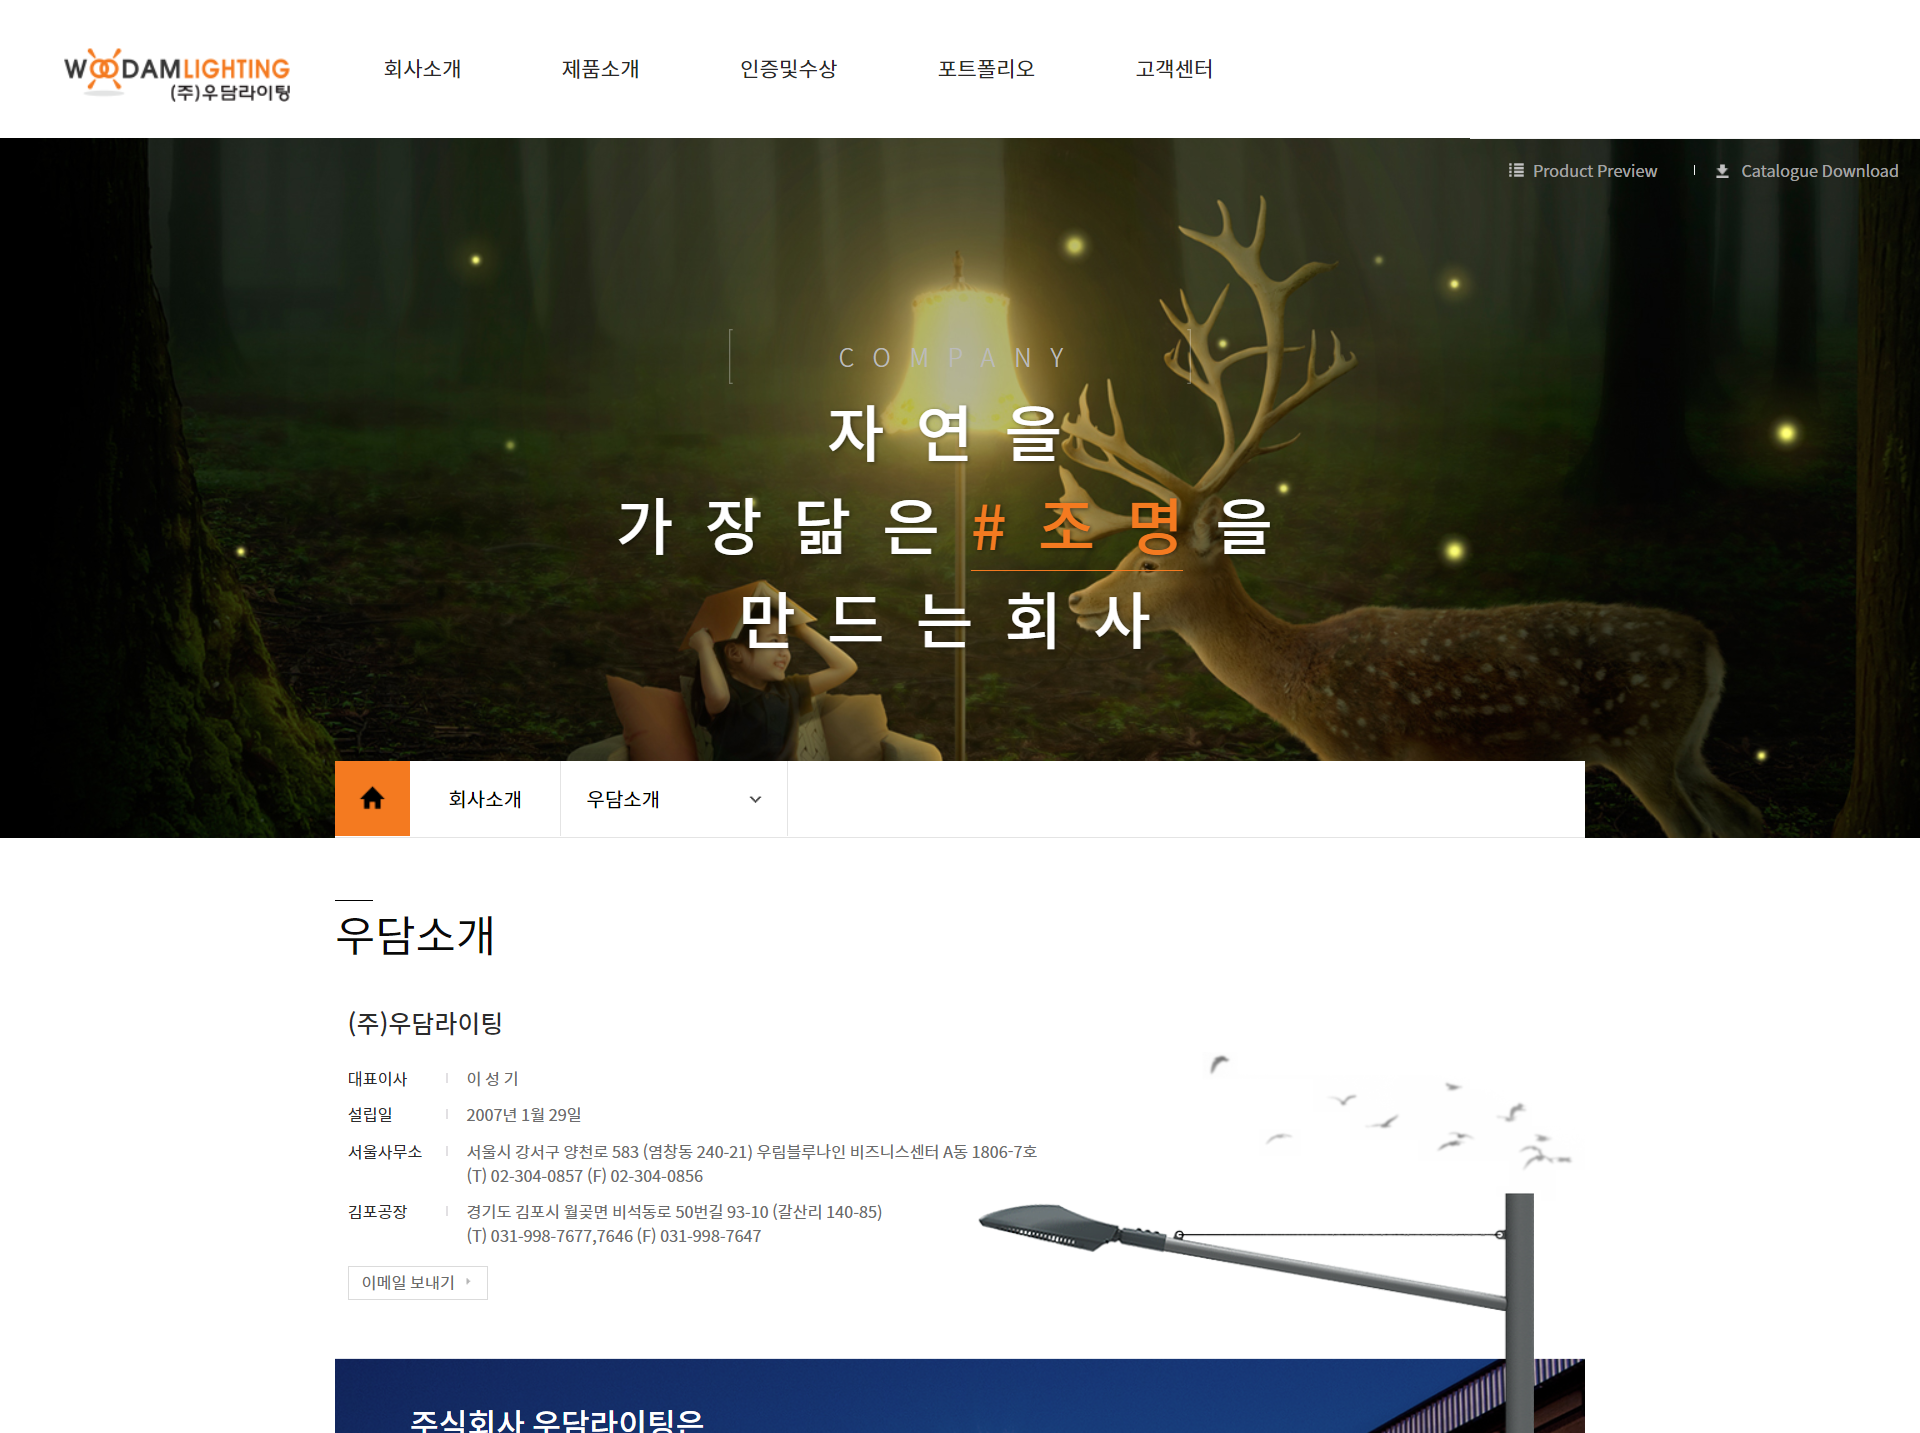 WOODAMLIGHTING
(주)우담라이팅
회사소개
제품소개
인증및수상
포트폴리오
고객센터
Product Preview
Catalogue Download
COMPANY
자연을
가장닮은#조명을
만드는회사
회사소개
우담소개
우담소개
(주)우담라이팅
대표이사 이 성 기
설립일 2007년 1월 29일
서울사무소 서울시 강서구 양천로 583 (염창동 240-21) 우림블루나인 비즈니스센터 A동 1806-7호
(T) 02-304-0857 (F) 02-304-0856
김포공장 경기도 김포시 월곶면 비석동로 50번길 93-10 (갈산리 140-85)
(T) 031-998-7677,7646 (F) 031-998-7647
이메일 보내기
주식회사 우담라이팅은